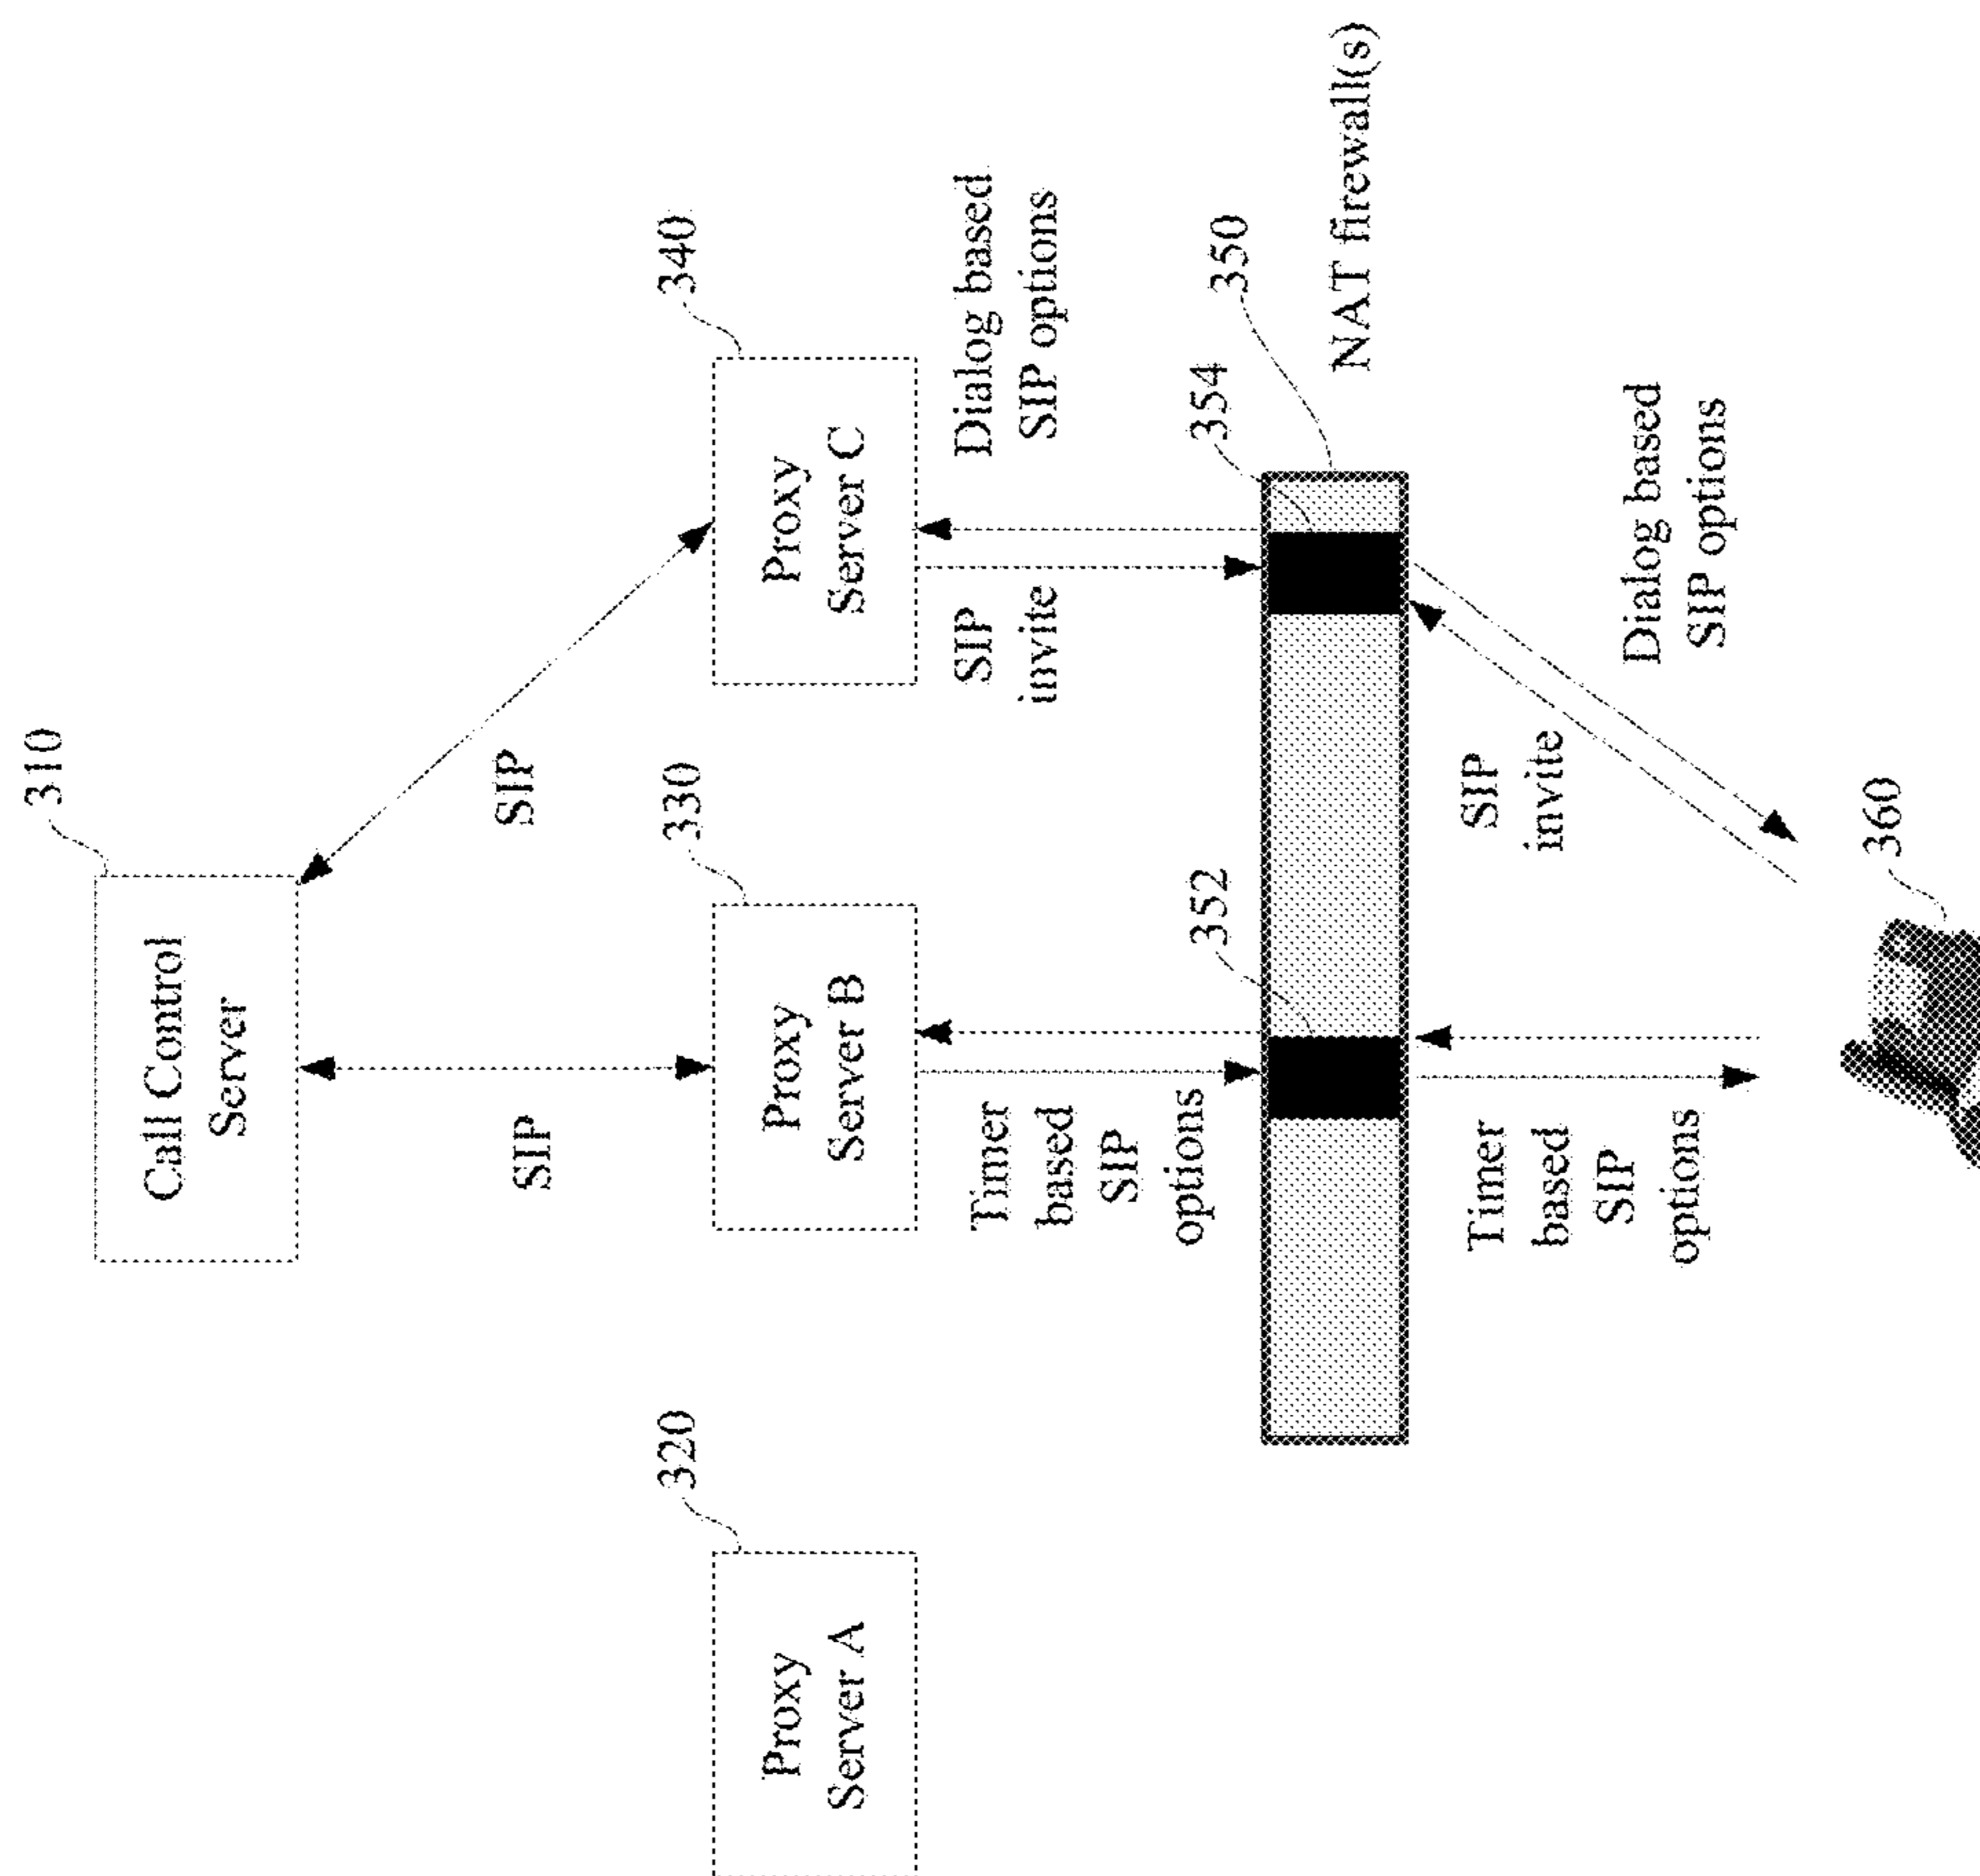 310
Call Control
Server
SIP
SIP
320
330
340
Proxy
Server A
Proxy
Server B
Proxy
Server C
Timer
based
SIP
options
SIP
invite
Dialog based
SIP options
352
354
350
NAT firewall(s)
Timer
based
SIP
options
SIP
invite
Dialog based
SIP options
360